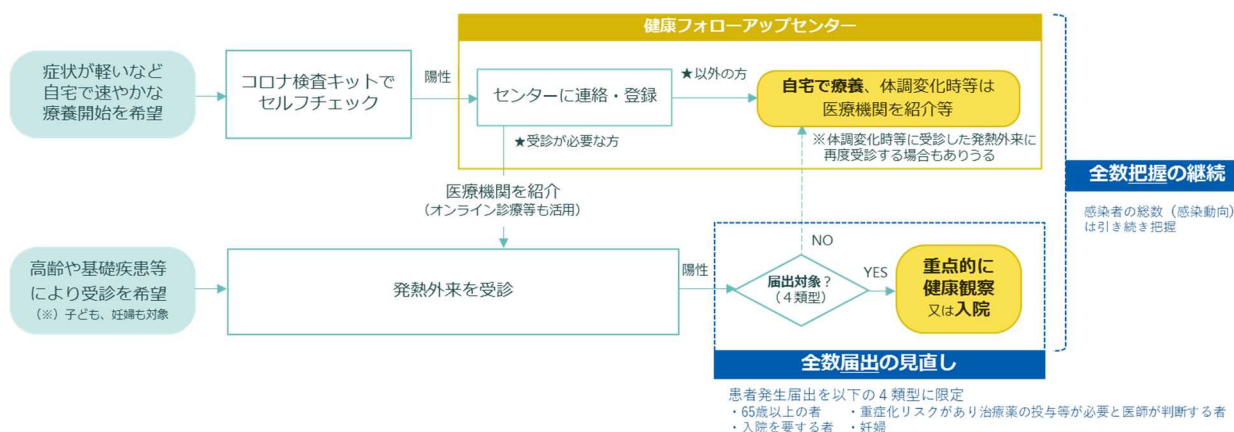 健康フォローアップセンター
症状が軽いなど
自宅で速やかな
療養開始を希望
コロナ検査キットで
セルフチェック
陽性
センターに連絡・登録
★以外の方
自宅で療養、体調変化時等は
医療機関を紹介等
★受診が必要な方
※体調変化時等に受診した発熱外来に
再度受診する場合もありうる
医療機関を紹介
（オンライン診療等も活用）
全数把握の継続
感染者の総数（感染動向）
は引き続き把握
高齢や基礎疾患等
により受診を希望
（※）子ども、妊婦も対象
発熱外来を受診
陽性
NO
届出対象？
（４類型）
YES
重点的に
健康観察
又は入院
全数届出の見直し
患者発生届出を以下の４類型に限定
・65歳以上の者　・重症化リスクがあり治療薬の投与等が必要と医師が判断する者
・入院を要する者　・妊婦